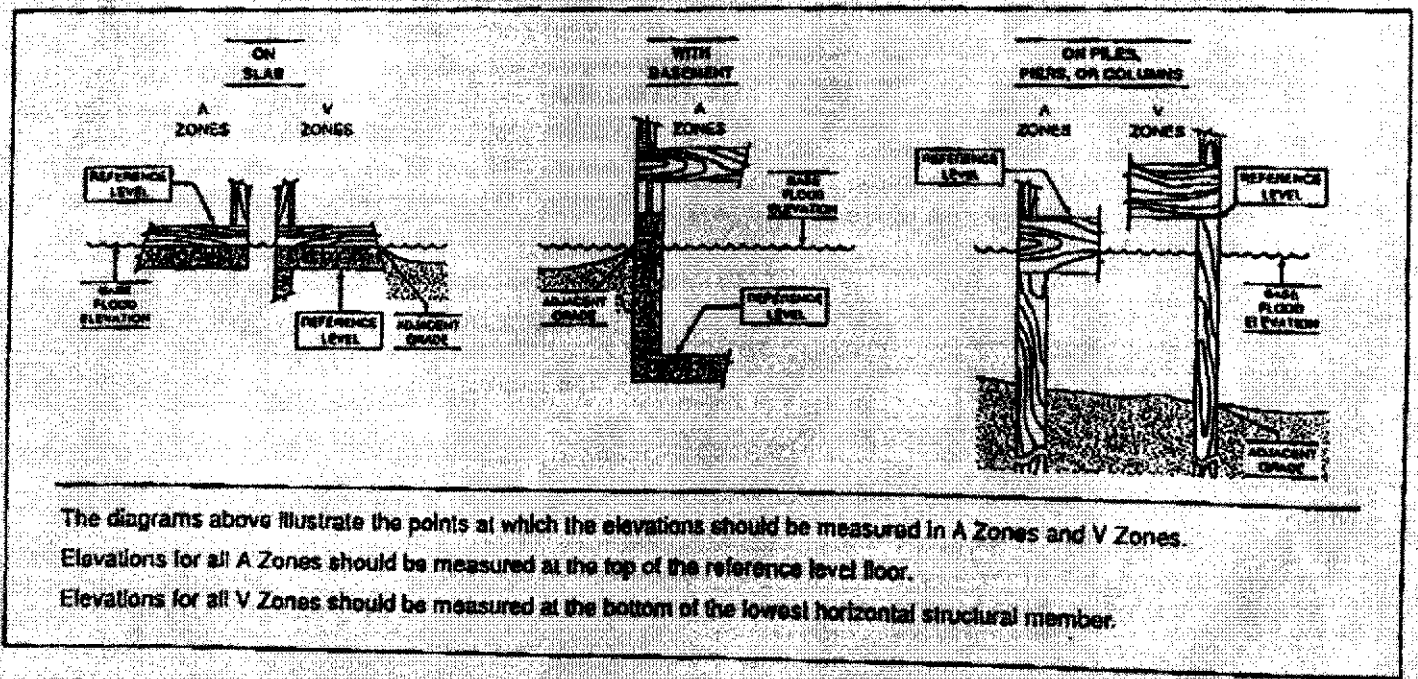 ON
SLAB
A
ZONES
V
ZONES
REFERENCE
LEVEL
BASE
FLOOD
ELEVATION
REFERENCE
LEVEL
ADJACENT
GRADE
WITH
BASEMENT
A
ZONES
BASE
FLOOD
ELEVATION
ADJACENT
GRADE
REFERENCE
LEVEL
ON PILES,
PIERS, OR COLUMNS
A
ZONES
V
ZONES
REFERENCE
LEVEL
REFERENCE
LEVEL
BASE
FLOOD
ELEVATION
ADJACENT
GRADE
The diagrams above illustrate the points at which the elevations should be measured in A Zones and V Zones.
Elevations for all A Zones should be measured at the top of the reference level floor.
Elevations for all V Zones should be measured at the bottom of the lowest horizontal structural member.